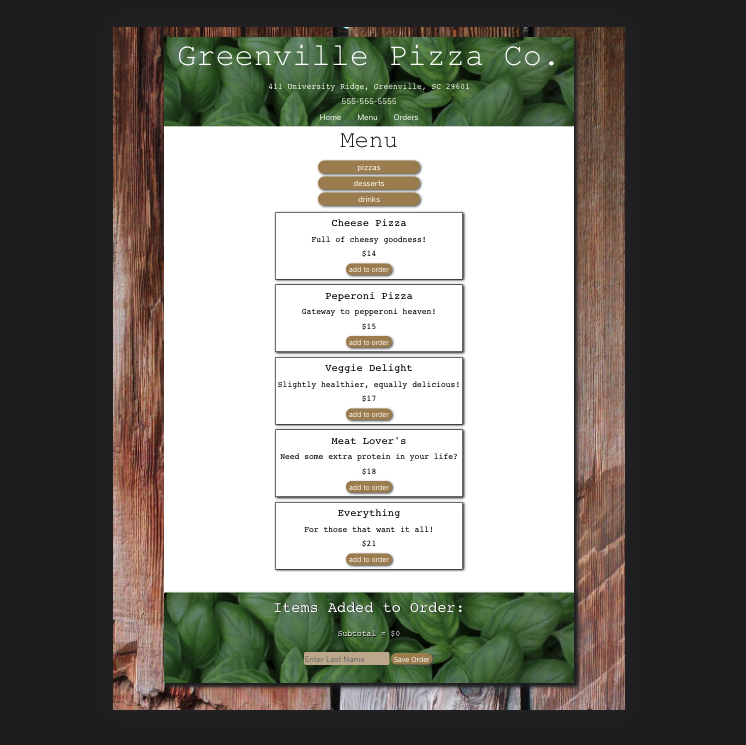 Greenville Pizza Co.
411 University Ridge, Greenville, SC 29601
555-555-5555
Home Menu Orders
Menu
pizzas
desserts
drinks
Cheese Pizza
Full of cheesy goodness!
$14
add to order
Peperoni Pizza
Gateway to pepperoni heaven!
$15
add to order
Veggie Delight
Slightly healthier, equally delicious!
$17
add to order
Meat Lover's
Need some extra protein in your life?
$18
add to order
Everything
For those that want it all!
$21
add to order
Items Added to Order:
Subtotal = $0
Enter Last Name Save Order